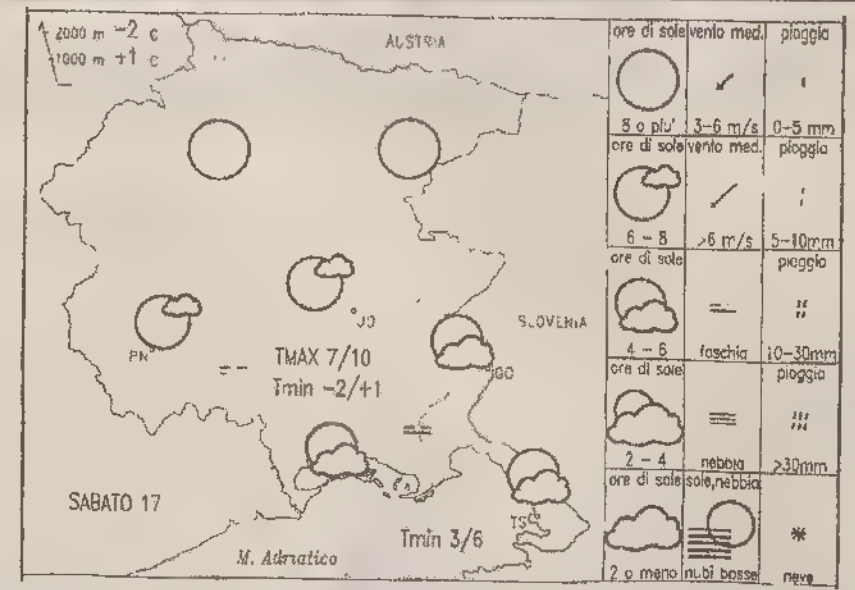 2000 m -2 c
1000 m +1 c
AUSTRIA
SLOVENIA
UD
PN
GO
TMAX 7/10
Tmin -2/+1
SABATO 17
TS
Tmin 3/6
M. Adriatico
ore di sole vento med. pioggia
8 o piu' 3-6 m/s 0-5 mm
ore di sole vento med. pioggia
6 - 8 >6 m/s 5-10mm
ore di sole pioggia
4 - 6 foschia 10-30mm
ore di sole pioggia
2 - 4 nebbia >30mm
ore di sole sole,nebbia
2 o meno nubi basse neve